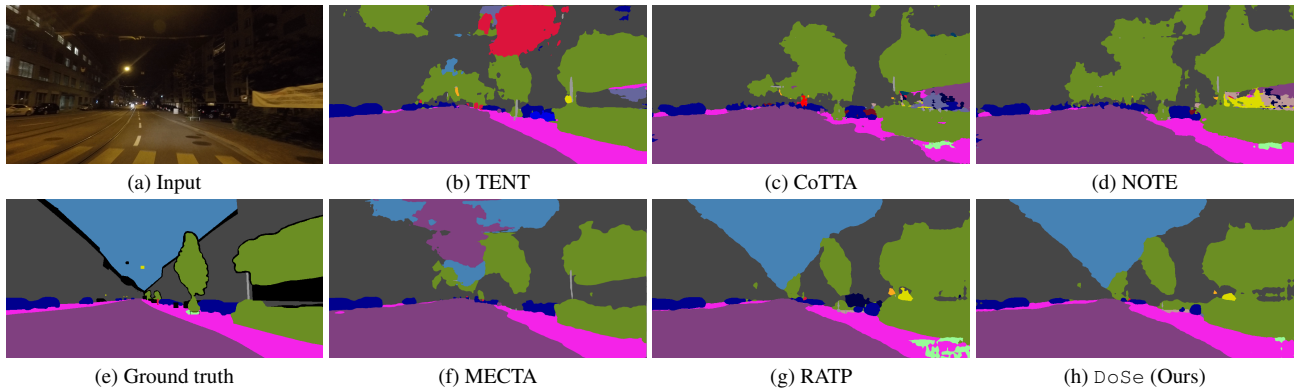 (a) Input
(b) TENT
(c) CoTTA
(d) NOTE
(e) Ground truth
(f) MECTA
(g) RATP
(h) DoSe (Ours)